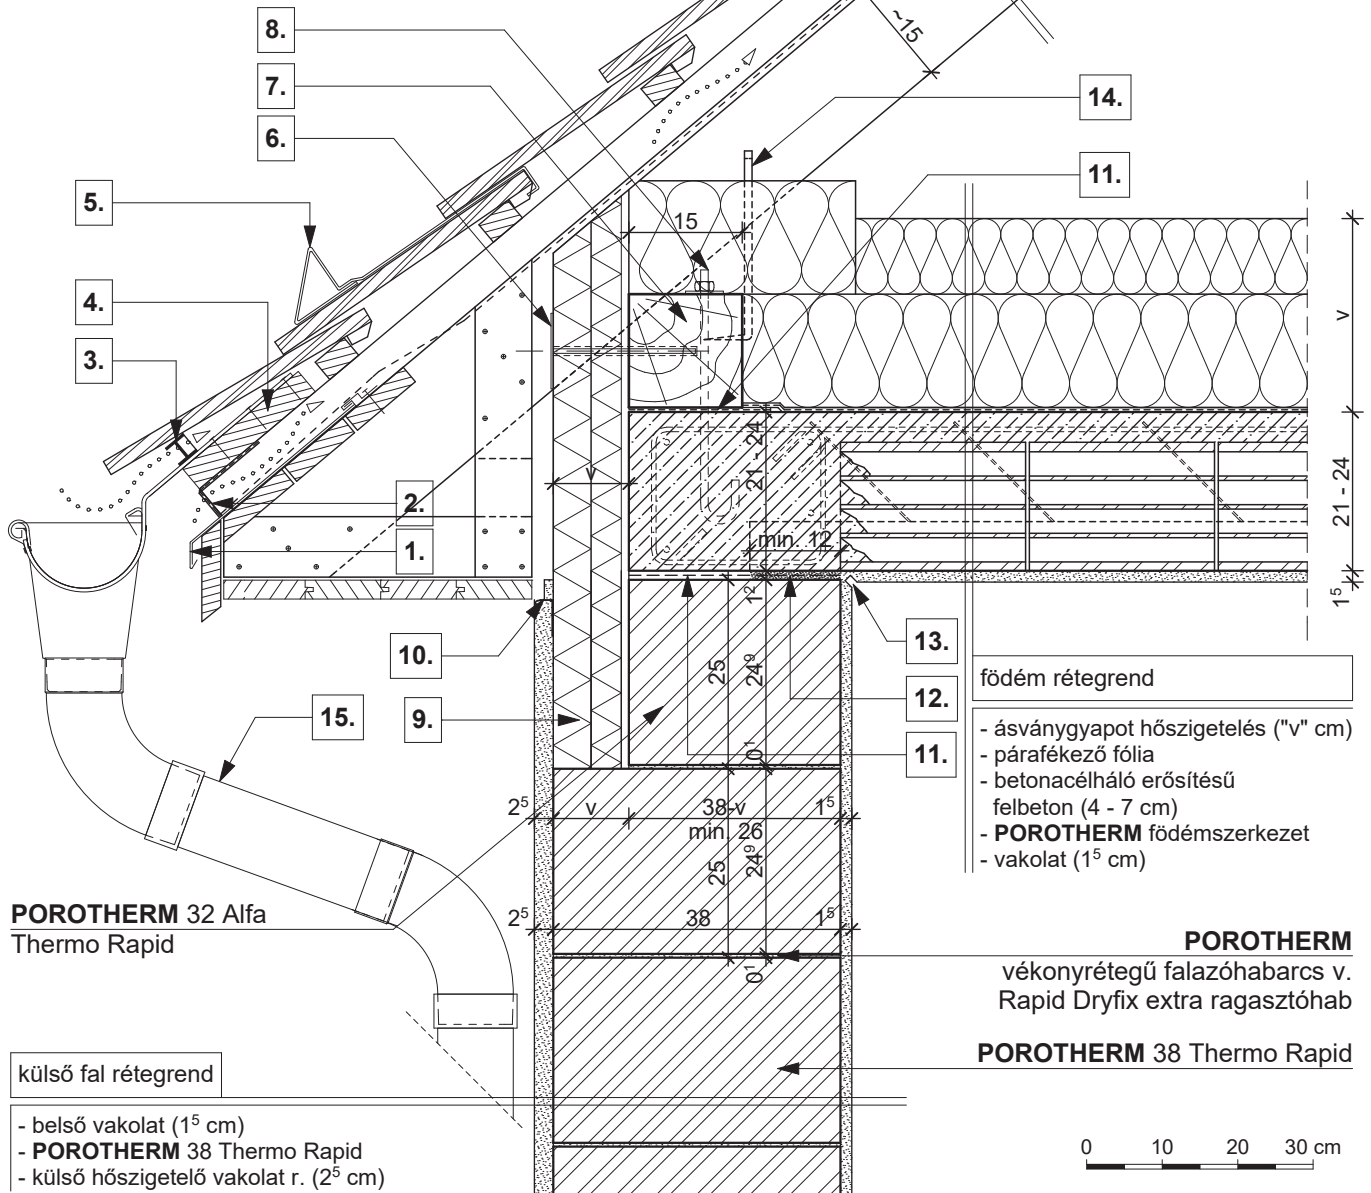 8.
~15
7.
14.
6.
11.
5.
15
4.
v
3.
21 - 24
v
2.
21 - 24
min. 12
1.
1⁵
1²
10.
13.
födém rétegrend
25
24⁹
12.
15.
9.
0¹
11.
- ásványgyapot hőszigetelés ("v" cm)
- párafékező fólia
- betonacélháló erősítésű
felbeton (4 - 7 cm)
- POROTHERM födémszerkezet
- vakolat (1⁵ cm)
2⁵
v
38-v
1⁵
min. 26
25
24⁹
POROTHERM 32 Alfa
Thermo Rapid
2⁵
38
1⁵
0¹
POROTHERM
vékonyrétegű falazóhabarcs v.
Rapid Dryfix extra ragasztóhab
POROTHERM 38 Thermo Rapid
külső fal rétegrend
- belső vakolat (1⁵ cm)
- POROTHERM 38 Thermo Rapid
- külső hőszigetelő vakolat r. (2⁵ cm)
0 10 20 30 cm